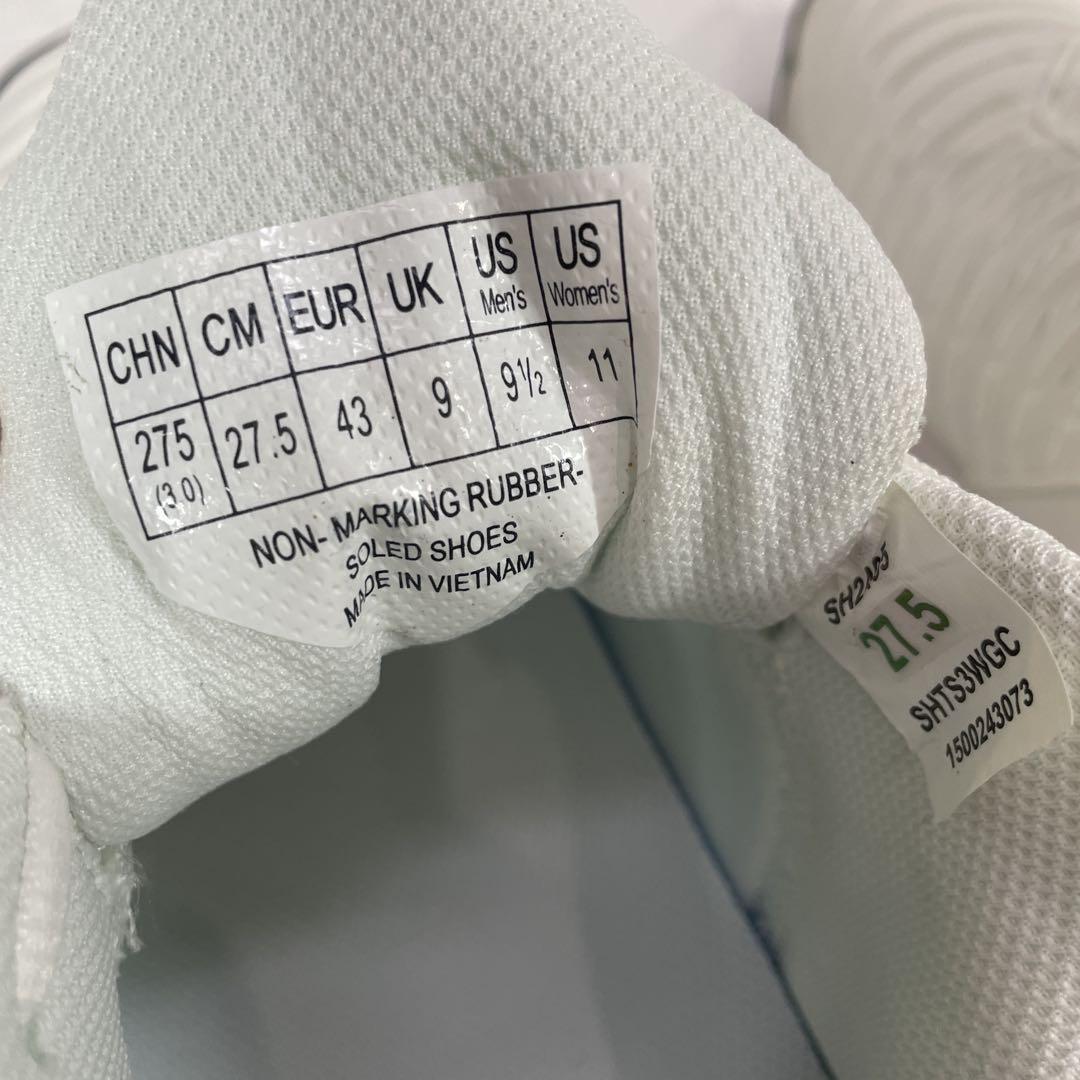 CHN CM EUR UK US Men's US Women's
275 (3.0) 27.5 43 9 9½ 11
NON- MARKING RUBBER-
SOLED SHOES
MADE IN VIETNAM
27.5
SHTS3WGC
1500243073